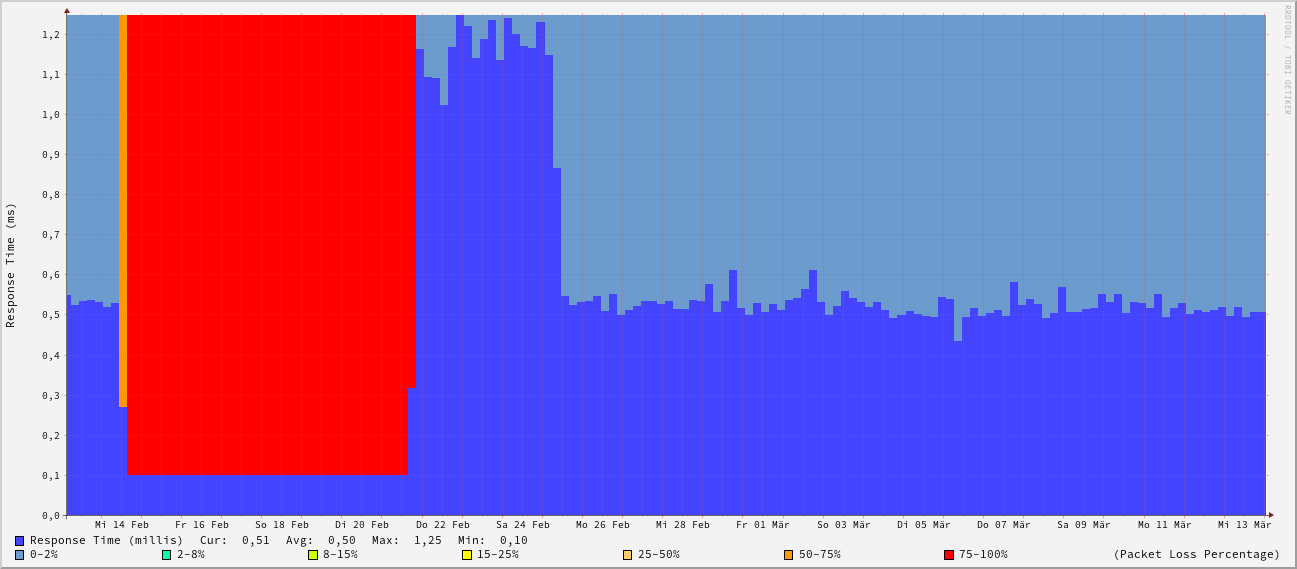 RRDTOOL / TOBI OETIKER
Response Time (ms)
1,2
1,1
1,0
0,9
0,8
0,7
0,6
0,5
0,4
0,3
0,2
0,1
0,0
Mi 14 Feb Fr 16 Feb So 18 Feb Di 20 Feb Do 22 Feb Sa 24 Feb Mo 26 Feb Mi 28 Feb Fr 01 Mär So 03 Mär Di 05 Mär Do 07 Mär Sa 09 Mär Mo 11 Mär Mi 13 Mär
Response Time (millis) Cur: 0,51 Avg: 0,50 Max: 1,25 Min: 0,10
0-2% 2-8% 8-15% 15-25% 25-50% 50-75% 75-100% (Packet Loss Percentage)